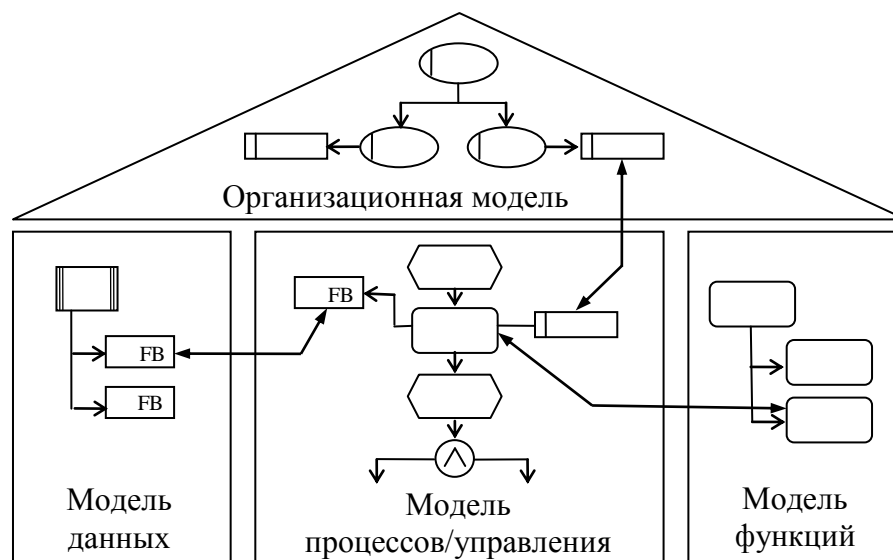 Организационная модель
FB
FB
FB
Модель
данных
Модель
процессов/управления
Модель
функций